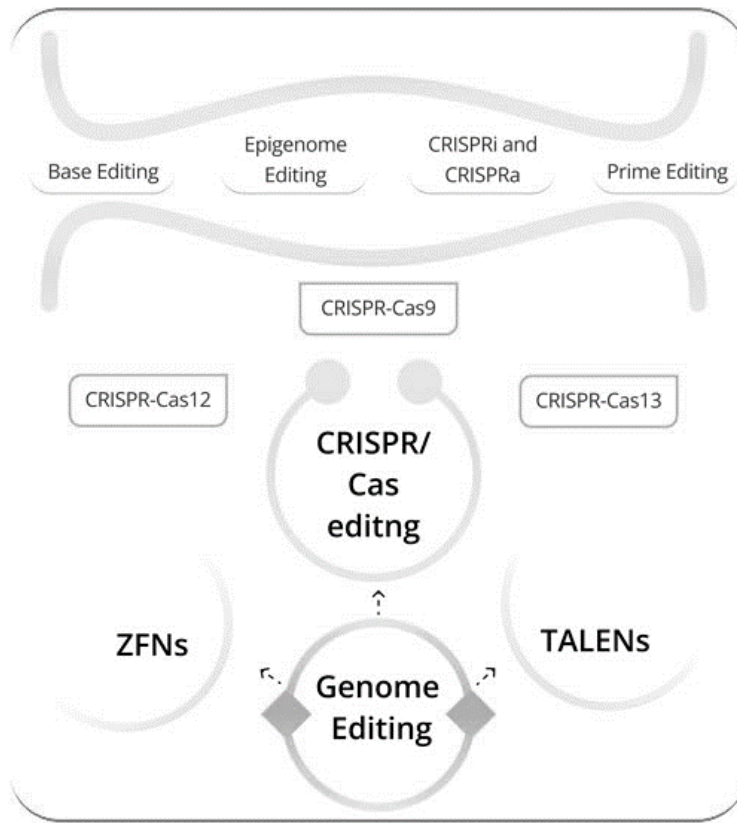 Base Editing
Epigenome
Editing
CRISPRi and
CRISPRa
Prime Editing
CRISPR-Cas9
CRISPR-Cas12
CRISPR-Cas13
CRISPR/
Cas
editng
ZFNs
TALENs
Genome
Editing